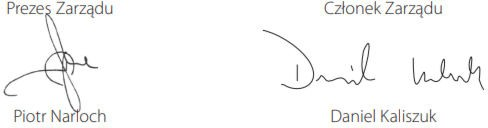 Prezes Zarządu
Członek Zarządu
Piotr Narloch
Daniel Kaliszuk